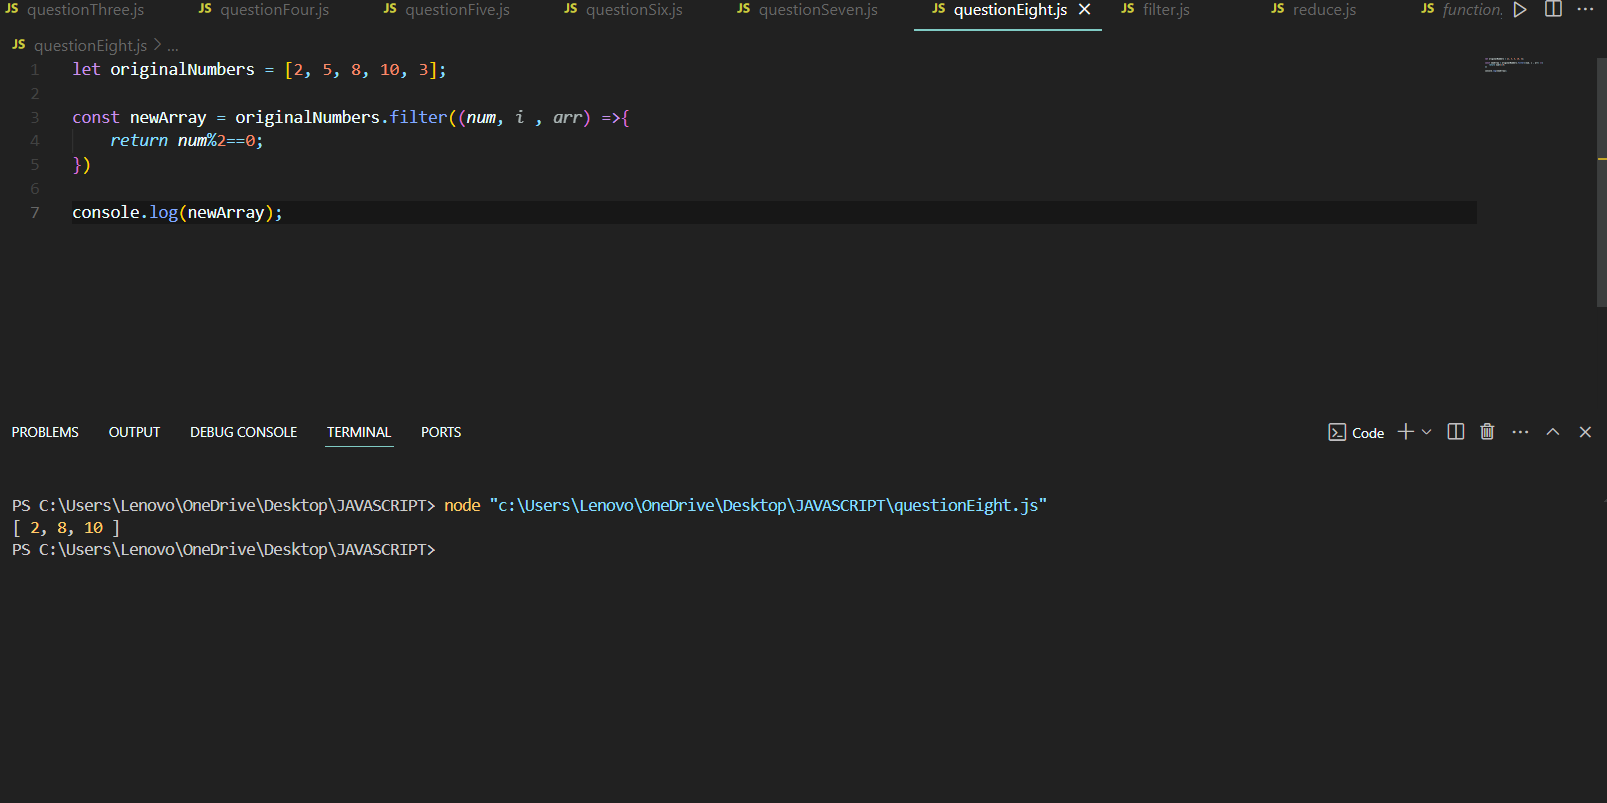 JS questionThree.js JS questionFour.js JS questionFive.js JS questionSix.js JS questionSeven.js JS questionEight.js JS filter.js JS reduce.js JS function.
JS questionEight.js > ...
1 let originalNumbers = [2, 5, 8, 10, 3];
2
3 const newArray = originalNumbers.filter((num, i , arr) =>{
4     return num%2==0;
5 })
6
7 console.log(newArray);
PROBLEMS OUTPUT DEBUG CONSOLE TERMINAL PORTS Code
PS C:\Users\Lenovo\OneDrive\Desktop\JAVASCRIPT> node "c:\Users\Lenovo\OneDrive\Desktop\JAVASCRIPT\questionEight.js"
[ 2, 8, 10 ]
PS C:\Users\Lenovo\OneDrive\Desktop\JAVASCRIPT>